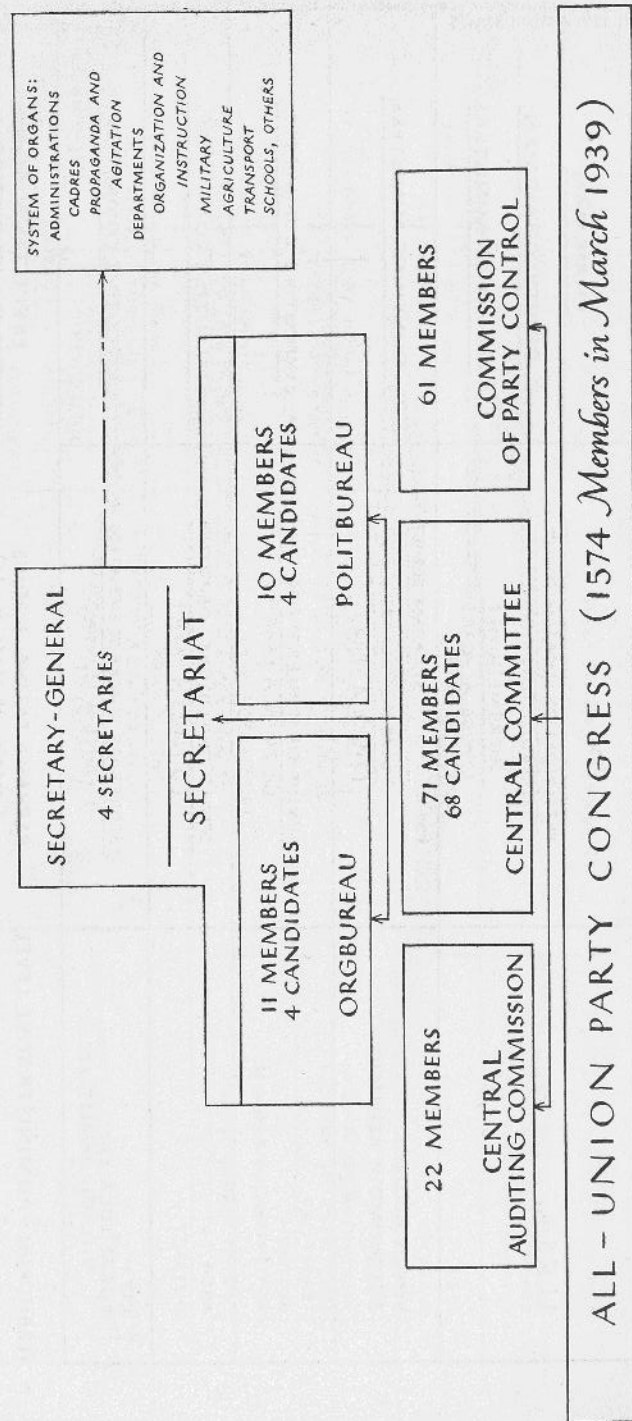 SYSTEM OF ORGANS:
ADMINISTRATIONS
CADRES
PROPAGANDA AND
AGITATION
DEPARTMENTS
ORGANIZATION AND
INSTRUCTION
MILITARY
AGRICULTURE
TRANSPORT
SCHOOLS, OTHERS
SECRETARY-GENERAL
4 SECRETARIES
SECRETARIAT
11 MEMBERS
4 CANDIDATES
ORGBUREAU
10 MEMBERS
4 CANDIDATES
POLITBUREAU
22 MEMBERS
CENTRAL
AUDITING COMMISSION
71 MEMBERS
68 CANDIDATES
CENTRAL COMMITTEE
61 MEMBERS
COMMISSION
OF PARTY CONTROL
ALL-UNION PARTY CONGRESS (1574 Members in March 1939)